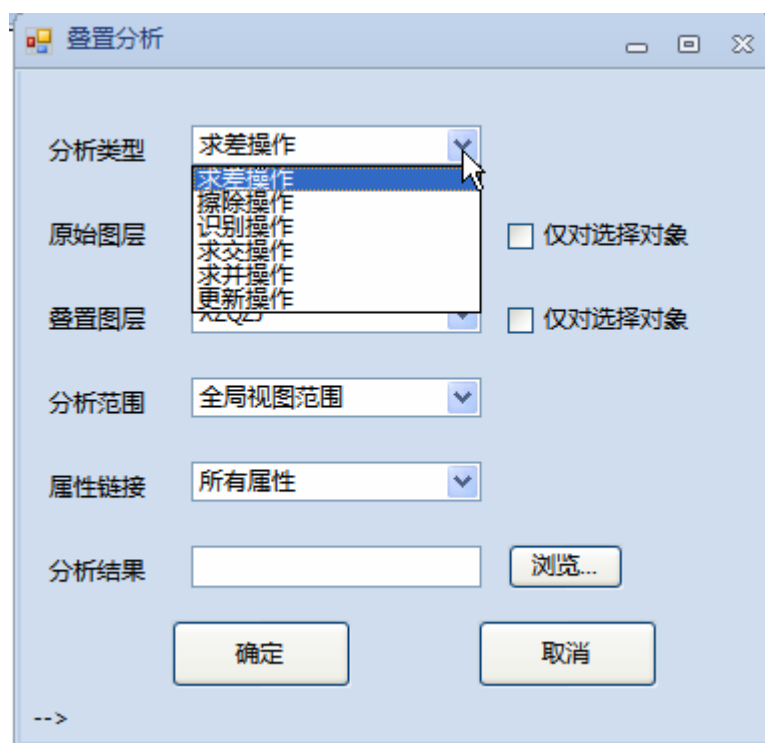 叠置分析
分析类型
求差操作
求差操作
擦除操作
识别操作
求交操作
求并操作
更新操作
原始图层
仅对选择对象
叠置图层
仅对选择对象
分析范围
全局视图范围
属性链接
所有属性
分析结果
浏览...
确定
取消
-->